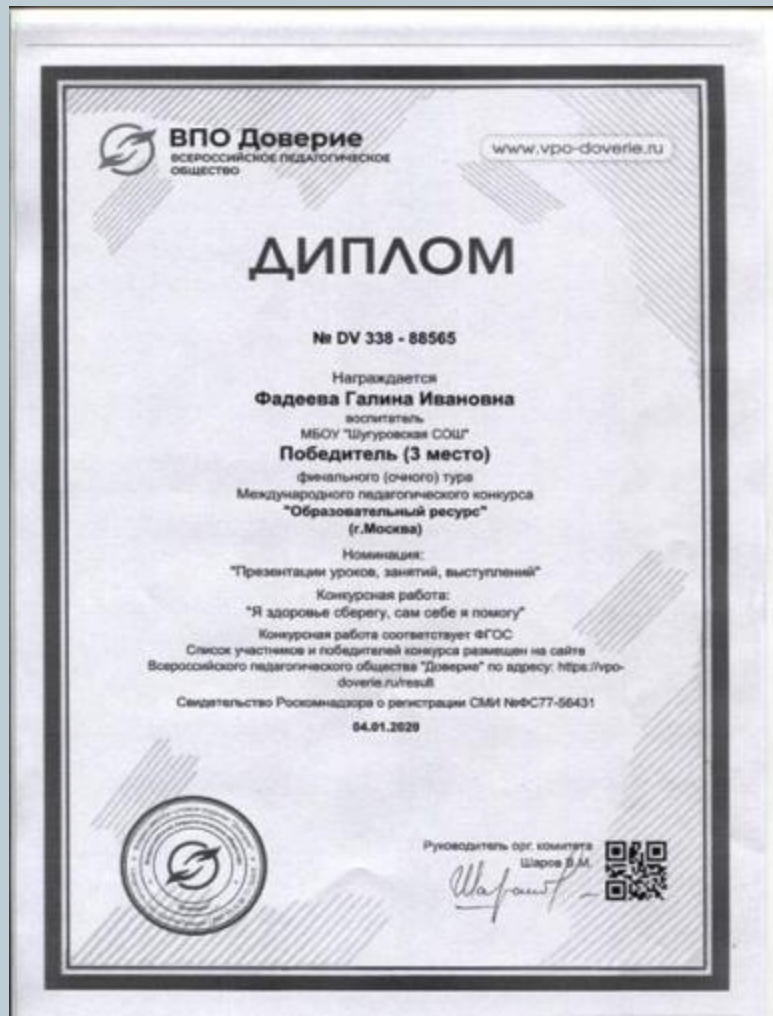 ВПО Доверие
ВСЕРОССИЙСКОЕ ПЕДАГОГИЧЕСКОЕ
ОБЩЕСТВО
www.vpo-doverie.ru
ДИПЛОМ
№ DV 338 - 88565
Награждается
Фадеева Галина Ивановна
воспитатель
МБОУ "Шугуровская СОШ"
Победитель (3 место)
финального (очного) тура
Международного педагогического конкурса
"Образовательный ресурс"
(г.Москва)
Номинация:
"Презентации уроков, занятий, выступлений"
Конкурсная работа:
"Я здоровье сберегу, сам себе я помогу"
Конкурсная работа соответствует ФГОС
Список участников и победителей конкурса размещен на сайте
Всероссийского педагогического общества "Доверие" по адресу: https://vpo-
doverie.ru/result
Свидетельство Роскомнадзора о регистрации СМИ №ФС77-56431
04.01.2020
Руководитель орг. комитета
Шаров В.М.